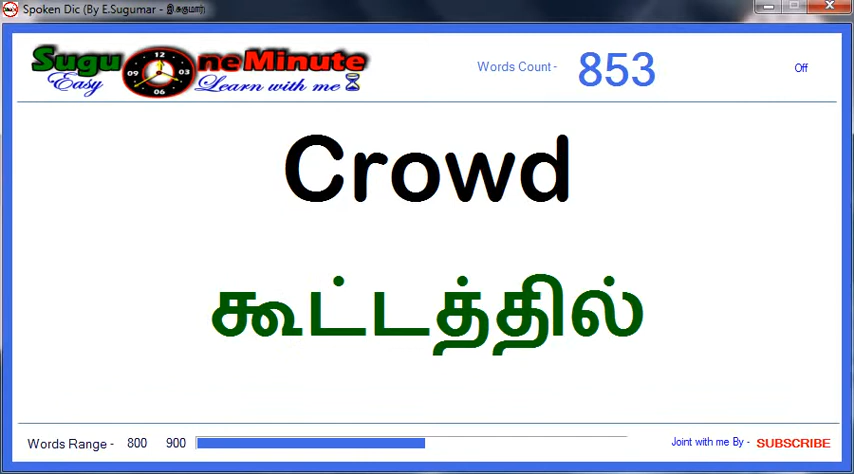 Spoken Dic (By E.Sugumar - இ.சுகுமார்)
Sugu One Minute
Easy Learn with me
12
09 03
06
Words Count - 853 Off
Crowd
கூட்டத்தில்
Words Range - 800 900 Joint with me By - SUBSCRIBE